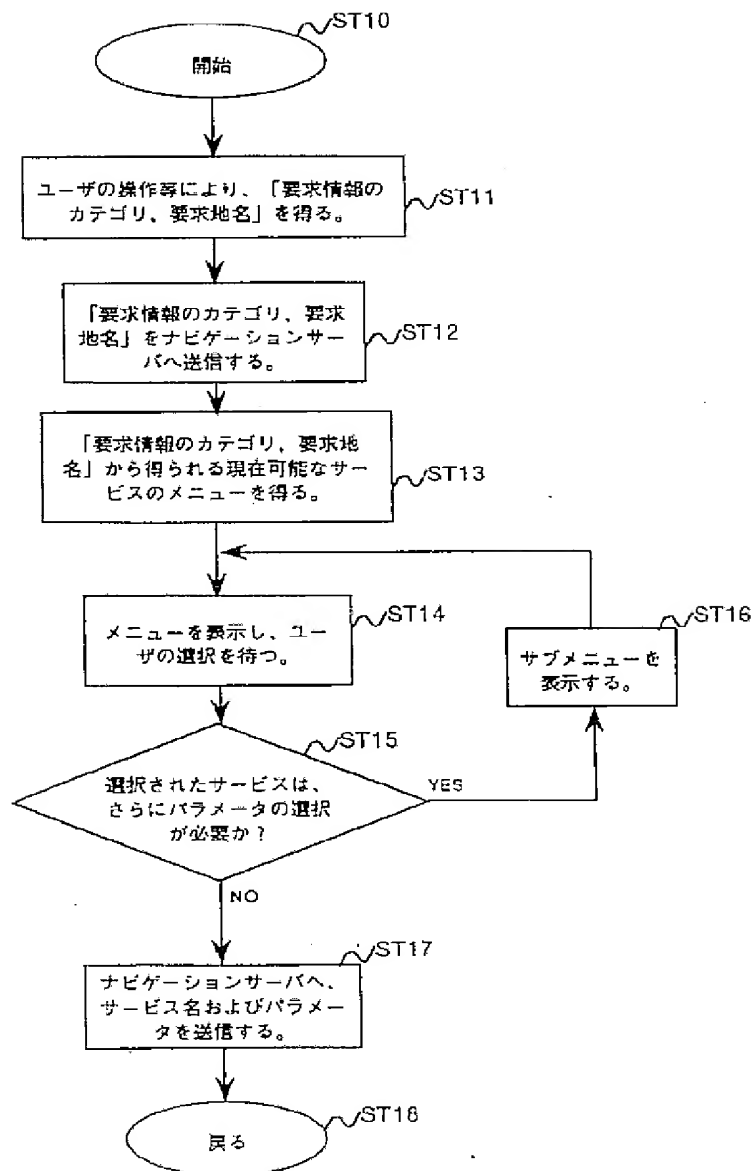 ST10
開始
ユーザの操作等により、「要求情報の
カテゴリ、要求地名」を得る。
ST11
「要求情報のカテゴリ、要求
地名」をナビゲーションサー
バへ送信する。
ST12
「要求情報のカテゴリ、要求地
名」から得られる現在可能なサー
ビスのメニューを得る。
ST13
メニューを表示し、ユー
ザの選択を待つ。
ST14
ST16
サブメニューを
表示する。
ST15
選択されたサービスは、
さらにパラメータの選択
が必要か？
YES
NO
ST17
ナビゲーションサーバへ、
サービス名およびパラメー
タを送信する。
ST18
戻る